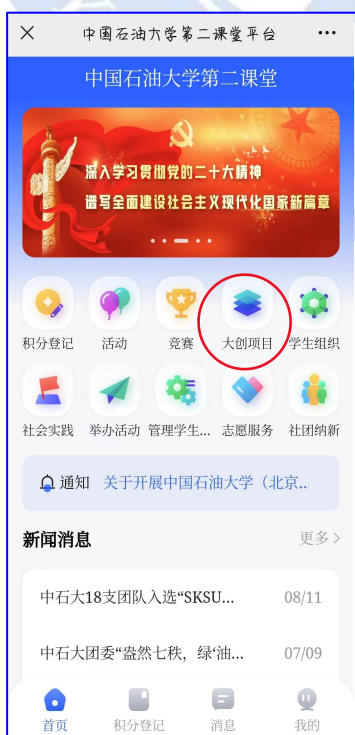 中国石油大学第二课堂平台
中国石油大学第二课堂
深入学习贯彻党的二十大精神
谱写全面建设社会主义现代化国家新篇章
积分登记 活动 竞赛 大创项目 学生组织
社会实践 举办活动 管理学生... 志愿服务 社团纳新
通知 关于开展中国石油大学（北京..
新闻消息 更多
中石大18支团队入选“SKSU... 08/11
中石大团委“盎然七秩，绿‘油... 07/09
首页 积分登记 消息 我的